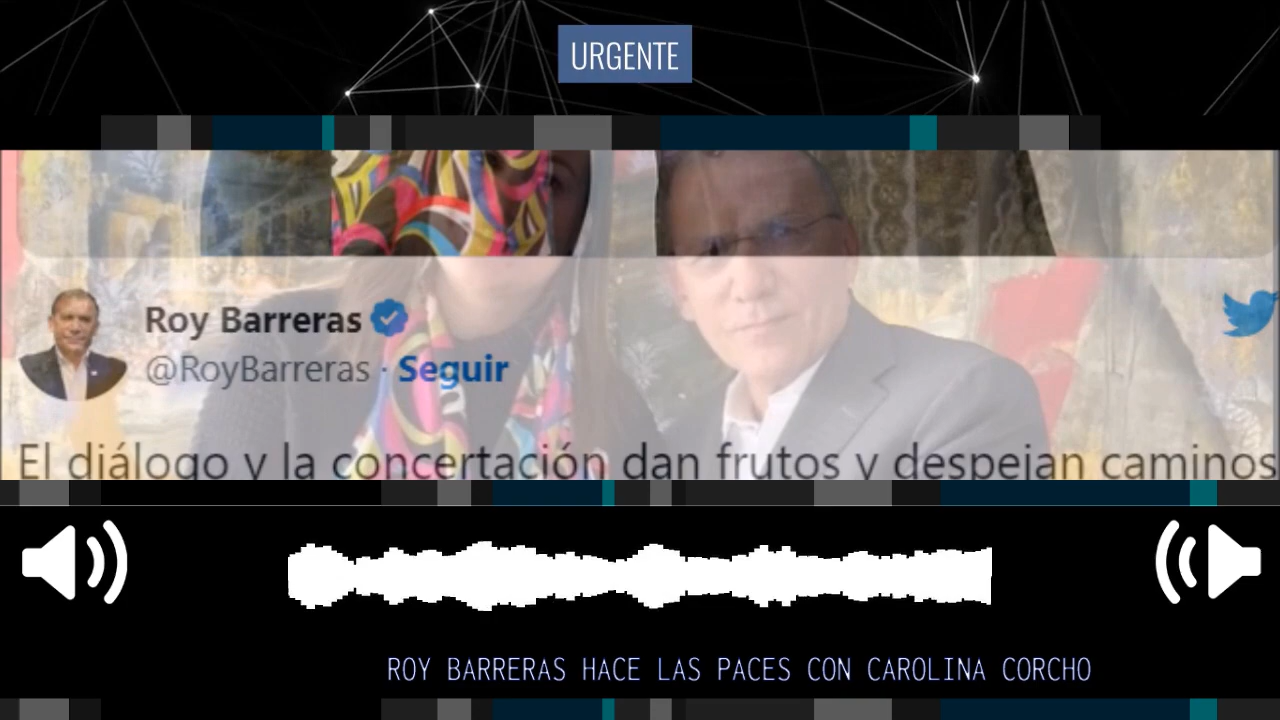 URGENTE
Roy Barreras
@RoyBarreras · Seguir
El diálogo y la concertación dan frutos y despejan caminos
ROY BARRERAS HACE LAS PACES CON CAROLINA CORCHO